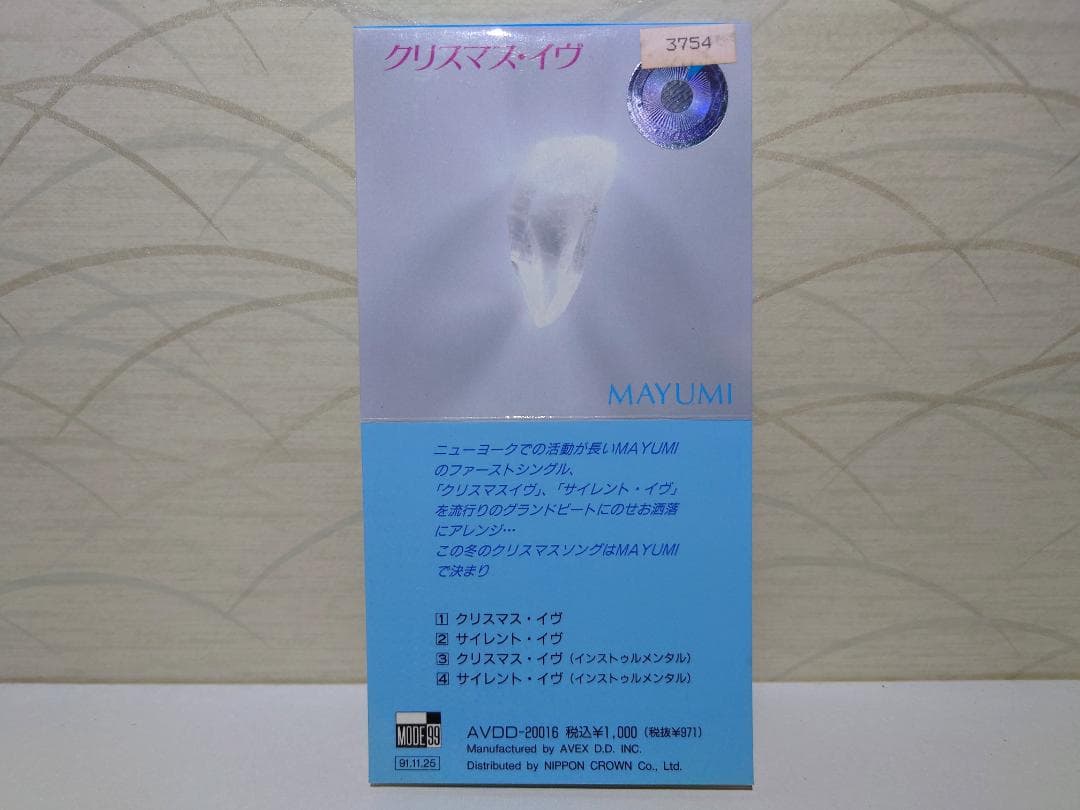 クリスマス・イヴ
3754
MAYUMI
ニューヨークでの活動が長いMAYUMI
のファーストシングル、
「クリスマスイヴ」、「サイレント・イヴ」
を流行りのグランドビートにのせお洒落
にアレンジ…
この冬のクリスマスソングはMAYUMI
で決まり
1 クリスマス・イヴ
2 サイレント・イヴ
3 クリスマス・イヴ(インストゥルメンタル)
4 サイレント・イヴ(インストゥルメンタル)
MODE 99
AVDD-20016 税込¥1,000(税抜¥971)
Manufactured by AVEX D.D. INC.
91.11.25
Distributed by NIPPON CROWN Co., Ltd.